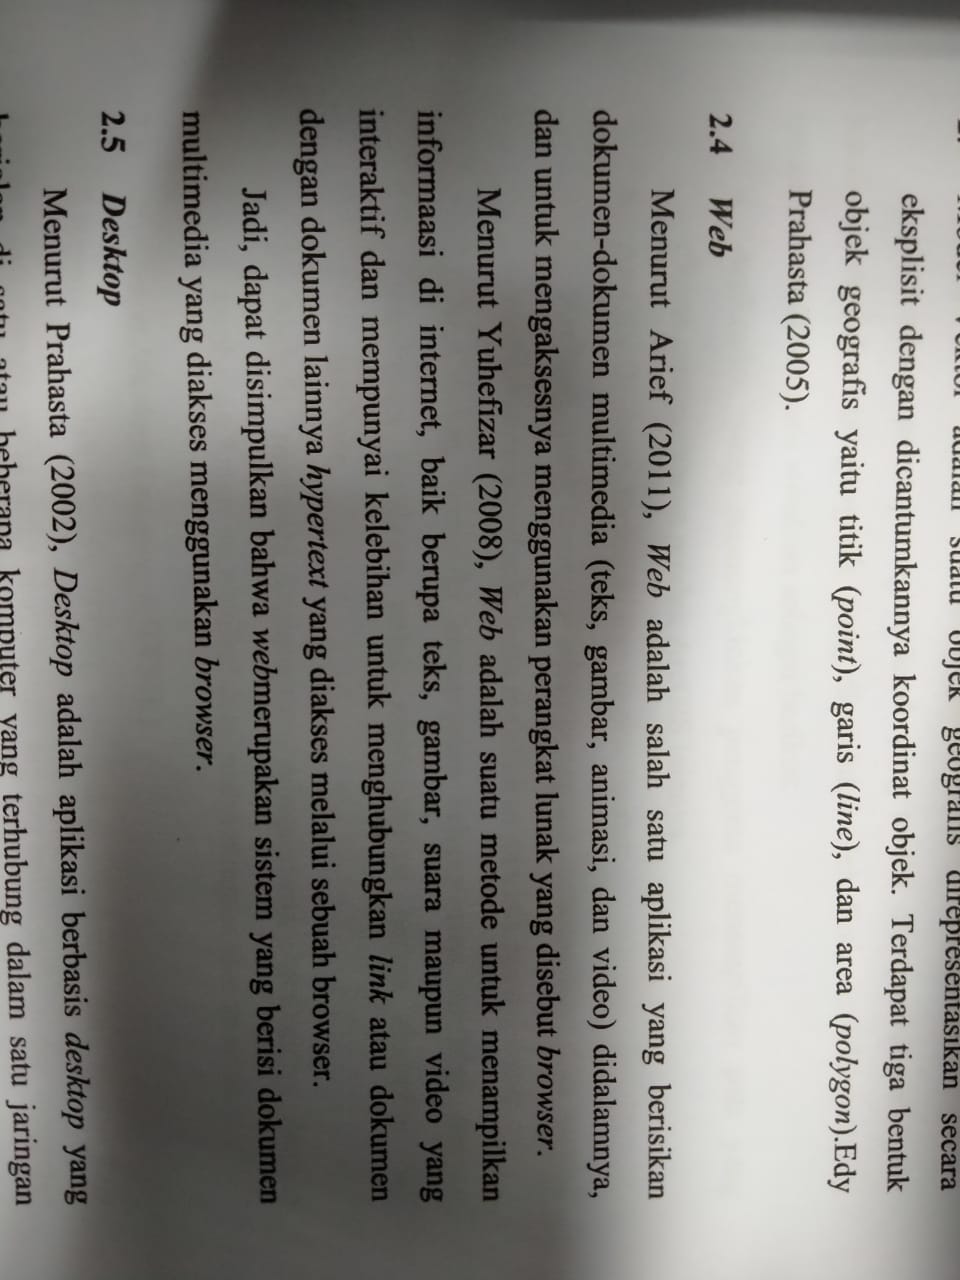 Model Vektor adalah suatu objek geografis direpresentasikan secara
eksplisit dengan dicantumkannya koordinat objek. Terdapat tiga bentuk
objek geografis yaitu titik (point), garis (line), dan area (polygon).Edy
Prahasta (2005).
2.4 Web
Menurut Arief (2011), Web adalah salah satu aplikasi yang berisikan
dokumen-dokumen multimedia (teks, gambar, animasi, dan video) didalamnya,
dan untuk mengaksesnya menggunakan perangkat lunak yang disebut browser.
Menurut Yuhefizar (2008), Web adalah suatu metode untuk menampilkan
informaasi di internet, baik berupa teks, gambar, suara maupun video yang
interaktif dan mempunyai kelebihan untuk menghubungkan link atau dokumen
dengan dokumen lainnya hypertext yang diakses melalui sebuah browser.
Jadi, dapat disimpulkan bahwa webmerupakan sistem yang berisi dokumen
multimedia yang diakses menggunakan browser.
2.5 Desktop
Menurut Prahasta (2002), Desktop adalah aplikasi berbasis desktop yang
berjalan di satu atau beberapa komputer yang terhubung dalam satu jaringan